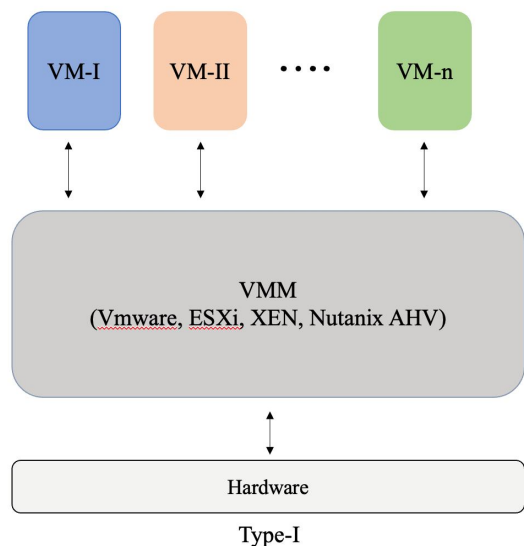 VM-I VM-II .... VM-n
VMM
(Vmware, ESXi, XEN, Nutanix AHV)
Hardware
Type-I